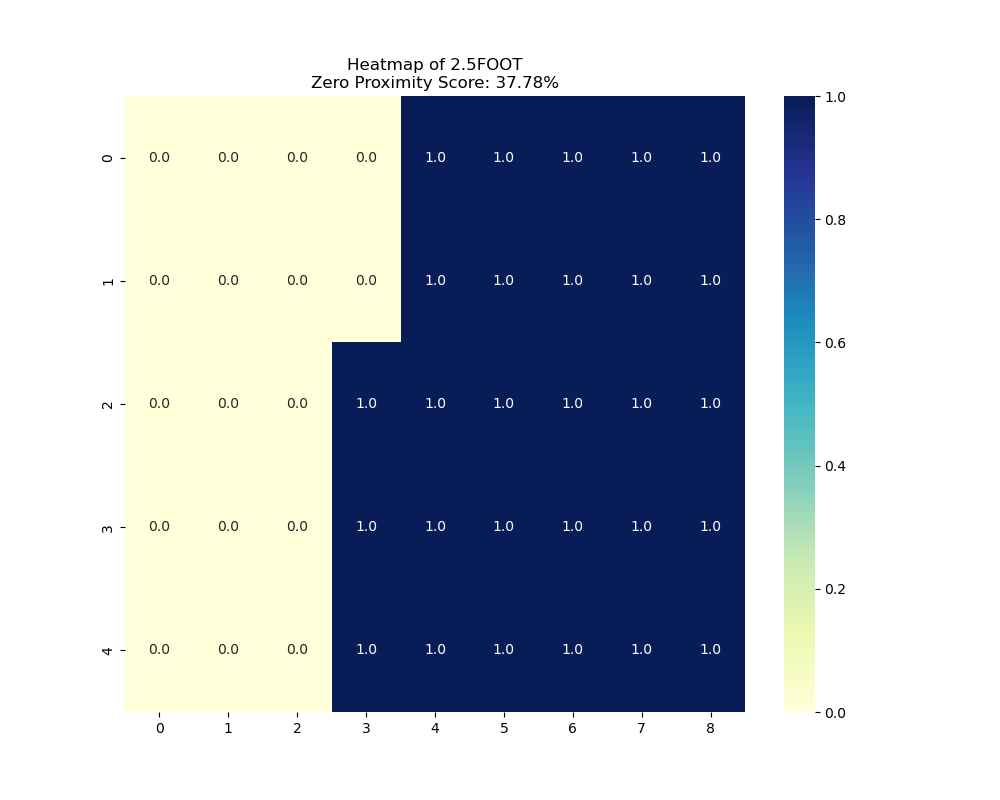 Heatmap of 2.5FOOT
Zero Proximity Score: 37.78%
0 0.0 0.0 0.0 0.0 1.0 1.0 1.0 1.0 1.0
1 0.0 0.0 0.0 0.0 1.0 1.0 1.0 1.0 1.0
2 0.0 0.0 0.0 1.0 1.0 1.0 1.0 1.0 1.0
3 0.0 0.0 0.0 1.0 1.0 1.0 1.0 1.0 1.0
4 0.0 0.0 0.0 1.0 1.0 1.0 1.0 1.0 1.0
0 1 2 3 4 5 6 7 8
1.0
0.8
0.6
0.4
0.2
0.0